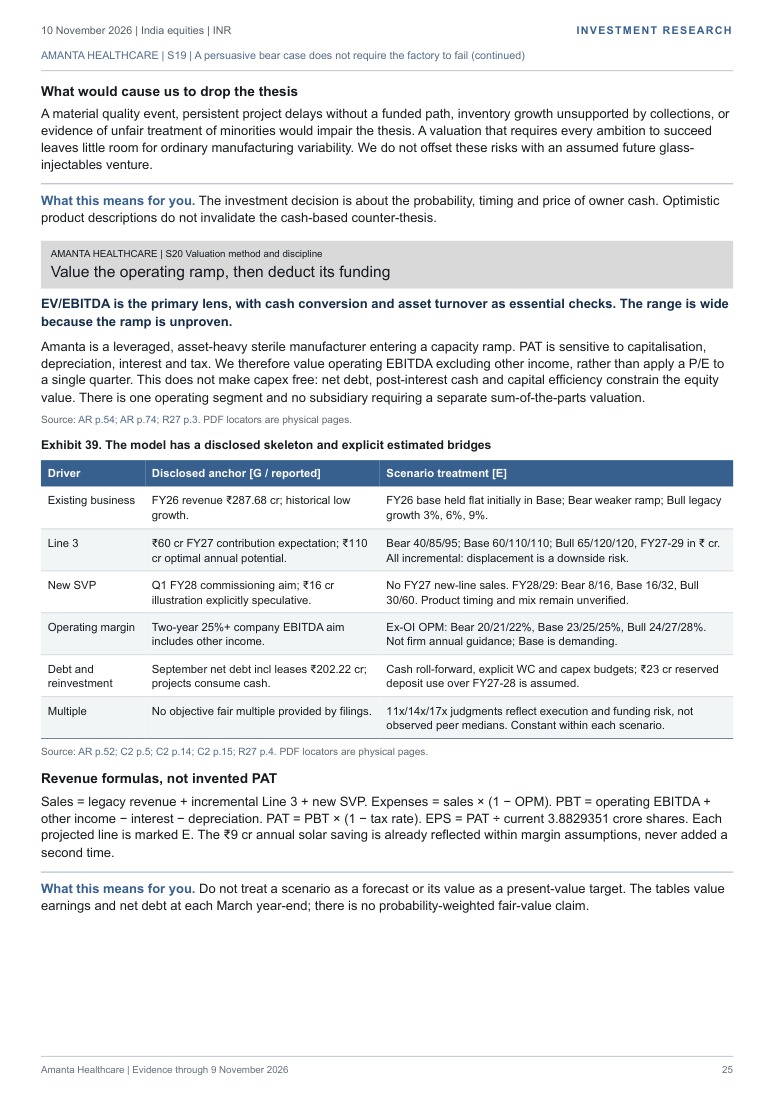 10 November 2026 | India equities | INR
INVESTMENT RESEARCH
AMANTA HEALTHCARE | S19 | A persuasive bear case does not require the factory to fail (continued)
What would cause us to drop the thesis
A material quality event, persistent project delays without a funded path, inventory growth unsupported by collections, or
evidence of unfair treatment of minorities would impair the thesis. A valuation that requires every ambition to succeed
leaves little room for ordinary manufacturing variability. We do not offset these risks with an assumed future glass-
injectables venture.
What this means for you. The investment decision is about the probability, timing and price of owner cash. Optimistic
product descriptions do not invalidate the cash-based counter-thesis.
AMANTA HEALTHCARE | S20 Valuation method and discipline
Value the operating ramp, then deduct its funding
EV/EBITDA is the primary lens, with cash conversion and asset turnover as essential checks. The range is wide
because the ramp is unproven.
Amanta is a leveraged, asset-heavy sterile manufacturer entering a capacity ramp. PAT is sensitive to capitalisation,
depreciation, interest and tax. We therefore value operating EBITDA excluding other income, rather than apply a P/E to
a single quarter. This does not make capex free: net debt, post-interest cash and capital efficiency constrain the equity
value. There is one operating segment and no subsidiary requiring a separate sum-of-the-parts valuation.
Source: AR p.54; AR p.74; R27 p.3. PDF locators are physical pages.
Exhibit 39. The model has a disclosed skeleton and explicit estimated bridges
Driver
Disclosed anchor [G / reported]
Scenario treatment [E]
Existing business
FY26 revenue ₹287.68 cr; historical low
growth.
FY26 base held flat initially in Base; Bear weaker ramp; Bull legacy
growth 3%, 6%, 9%.
Line 3
₹60 cr FY27 contribution expectation; ₹110
cr optimal annual potential.
Bear 40/85/95; Base 60/110/110; Bull 65/120/120, FY27-29 in ₹ cr.
All incremental: displacement is a downside risk.
New SVP
Q1 FY28 commissioning aim; ₹16 cr
illustration explicitly speculative.
No FY27 new-line sales. FY28/29: Bear 8/16, Base 16/32, Bull
30/60. Product timing and mix remain unverified.
Operating margin
Two-year 25%+ company EBITDA aim
includes other income.
Ex-OI OPM: Bear 20/21/22%, Base 23/25/25%, Bull 24/27/28%.
Not firm annual guidance; Base is demanding.
Debt and
reinvestment
September net debt incl leases ₹202.22 cr;
projects consume cash.
Cash roll-forward, explicit WC and capex budgets; ₹23 cr reserved
deposit use over FY27-28 is assumed.
Multiple
No objective fair multiple provided by filings.
11x/14x/17x judgments reflect execution and funding risk, not
observed peer medians. Constant within each scenario.
Source: AR p.52; C2 p.5; C2 p.14; C2 p.15; R27 p.4. PDF locators are physical pages.
Revenue formulas, not invented PAT
Sales = legacy revenue + incremental Line 3 + new SVP. Expenses = sales × (1 − OPM). PBT = operating EBITDA +
other income − interest − depreciation. PAT = PBT × (1 − tax rate). EPS = PAT ÷ current 3.8829351 crore shares. Each
projected line is marked E. The ₹9 cr annual solar saving is already reflected within margin assumptions, never added a
second time.
What this means for you. Do not treat a scenario as a forecast or its value as a present-value target. The tables value
earnings and net debt at each March year-end; there is no probability-weighted fair-value claim.
Amanta Healthcare | Evidence through 9 November 2026
25